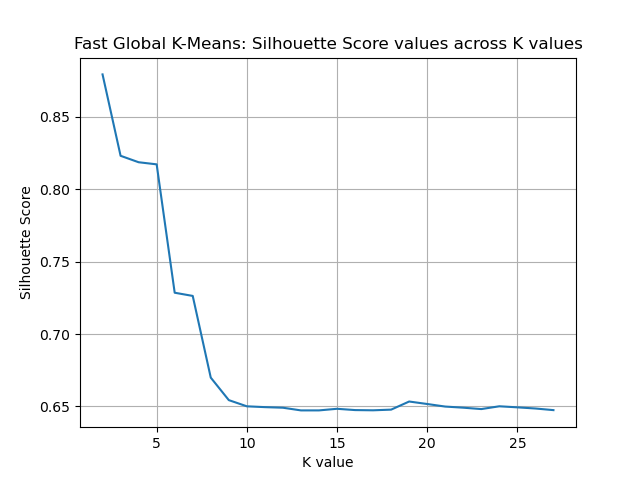 Fast Global K-Means: Silhouette Score values across K values
Silhouette Score
0.85
0.80
0.75
0.70
0.65
5 10 15 20 25
K value